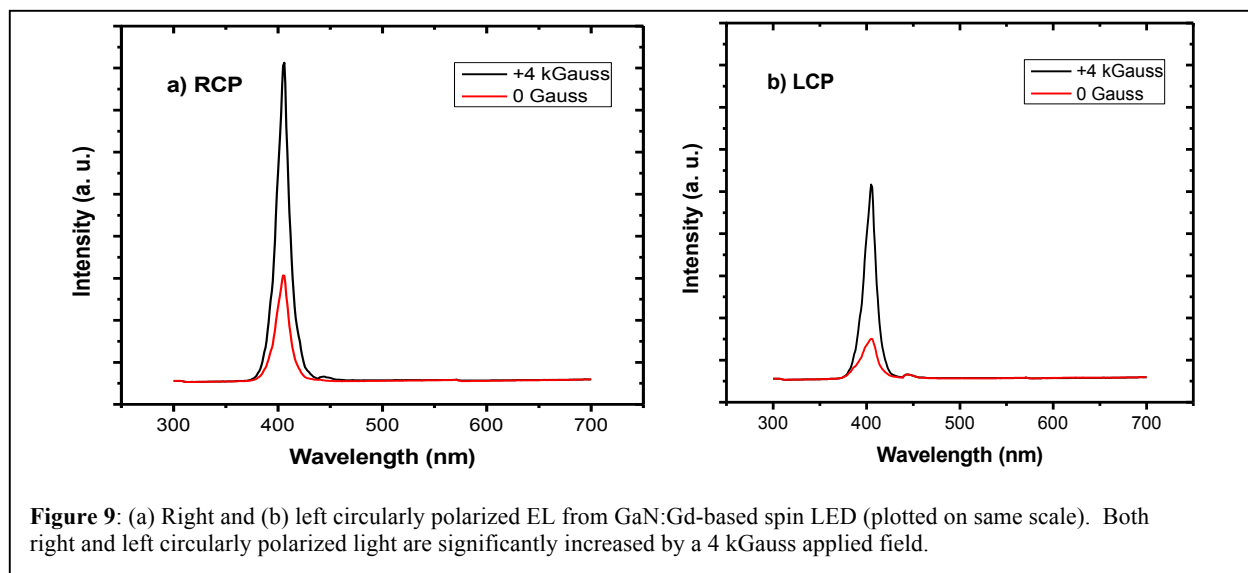 a) RCP
+4 kGauss
0 Gauss
Intensity (a. u.)
300 400 500 600 700
Wavelength (nm)
b) LCP
+4 kGauss
0 Gauss
Intensity (a. u.)
300 400 500 600 700
Wavelength (nm)
Figure 9: (a) Right and (b) left circularly polarized EL from GaN:Gd-based spin LED (plotted on same scale). Both
right and left circularly polarized light are significantly increased by a 4 kGauss applied field.